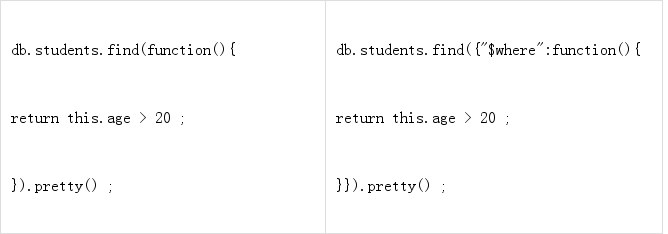 db.students.find(function(){
return this.age > 20 ;
}).pretty() ;
db.students.find({"$where":function(){
return this.age > 20 ;
}}).pretty() ;